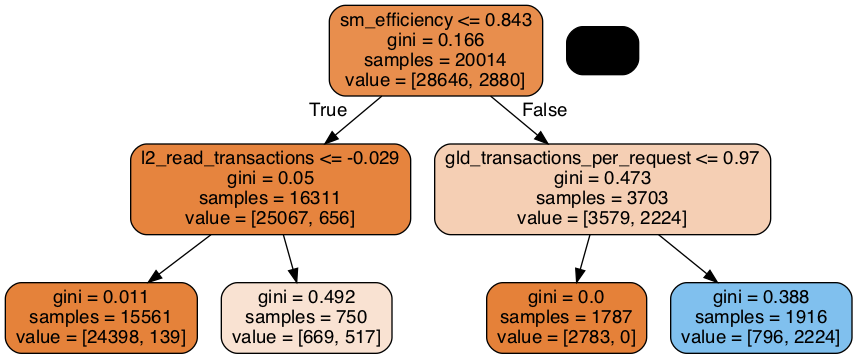 sm_efficiency <= 0.843
gini = 0.166
samples = 20014
value = [28646, 2880]
True
False
l2_read_transactions <= -0.029
gini = 0.05
samples = 16311
value = [25067, 656]
gld_transactions_per_request <= 0.97
gini = 0.473
samples = 3703
value = [3579, 2224]
gini = 0.011
samples = 15561
value = [24398, 139]
gini = 0.492
samples = 750
value = [669, 517]
gini = 0.0
samples = 1787
value = [2783, 0]
gini = 0.388
samples = 1916
value = [796, 2224]